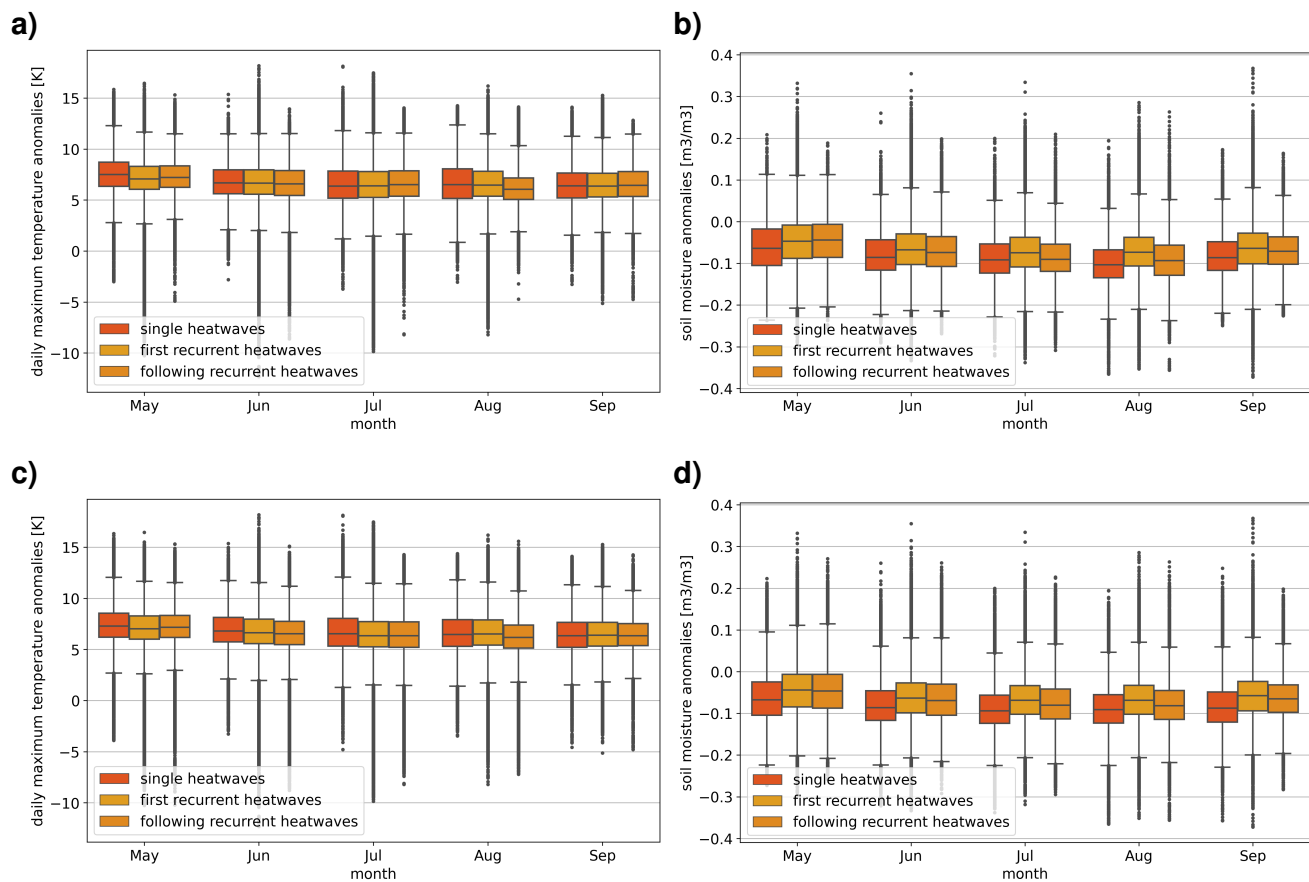 a)
daily maximum temperature anomalies [K]
15
10
5
0
−5
−10
single heatwaves
first recurrent heatwaves
following recurrent heatwaves
May Jun Jul Aug Sep
month
b)
soil moisture anomalies [m3/m3]
0.4
0.3
0.2
0.1
0.0
−0.1
−0.2
−0.3
−0.4
single heatwaves
first recurrent heatwaves
following recurrent heatwaves
May Jun Jul Aug Sep
month
c)
daily maximum temperature anomalies [K]
15
10
5
0
−5
−10
single heatwaves
first recurrent heatwaves
following recurrent heatwaves
May Jun Jul Aug Sep
month
d)
soil moisture anomalies [m3/m3]
0.4
0.3
0.2
0.1
0.0
−0.1
−0.2
−0.3
−0.4
single heatwaves
first recurrent heatwaves
following recurrent heatwaves
May Jun Jul Aug Sep
month